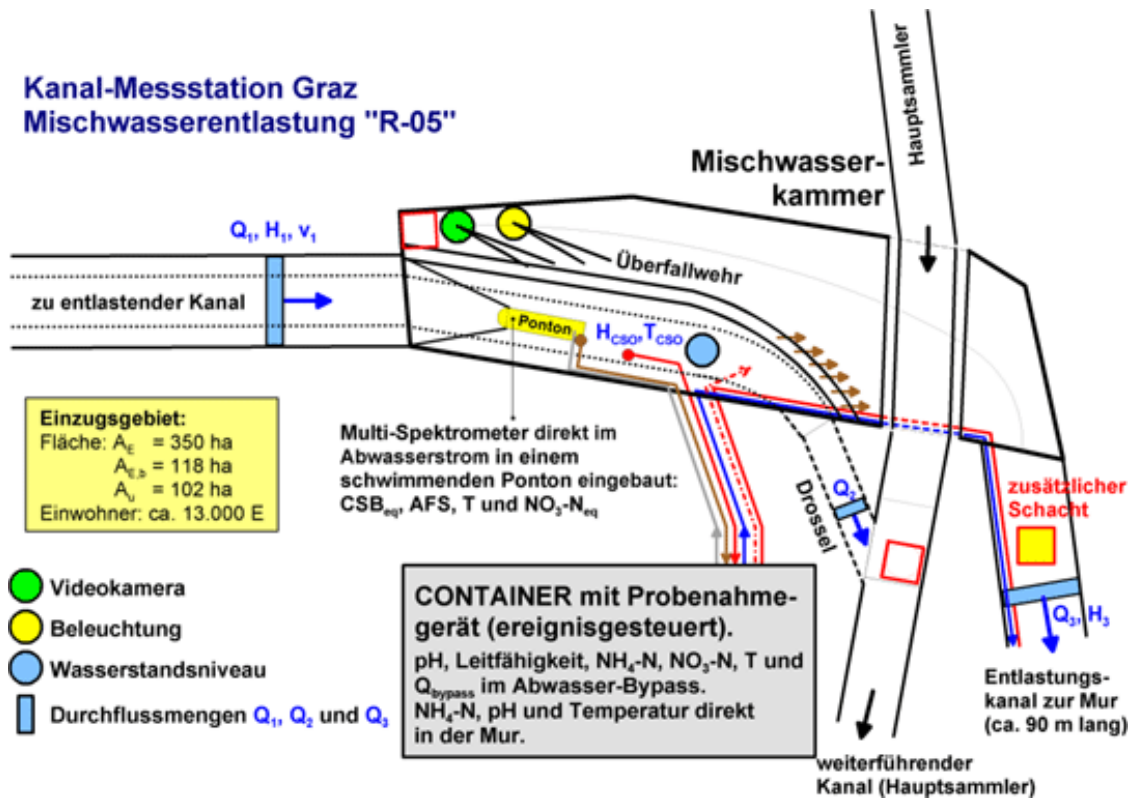 Kanal-Messstation Graz
Mischwasserentlastung "R-05"
Hauptsammler
Mischwasser-
kammer
Q1, H1, v1
Überfallwehr
zu entlastender Kanal
Ponton
HCSO,TCSO
Einzugsgebiet:
Fläche: AE = 350 ha
AE,b = 118 ha
Au = 102 ha
Einwohner: ca. 13.000 E
Multi-Spektrometer direkt im
Abwasserstrom in einem
schwimmenden Ponton eingebaut:
CSBeq, AFS, T und NO3-Neq
Drossel
Q2
zusätzlicher
Schacht
Videokamera
Beleuchtung
Wasserstandsniveau
Durchflussmengen Q1, Q2 und Q3
CONTAINER mit Probenahme-
gerät (ereignisgesteuert).
pH, Leitfähigkeit, NH4-N, NO3-N, T und
Qbypass im Abwasser-Bypass.
NH4-N, pH und Temperatur direkt
in der Mur.
Q3, H3
Entlastungs-
kanal zur Mur
(ca. 90 m lang)
weiterführender
Kanal (Hauptsammler)